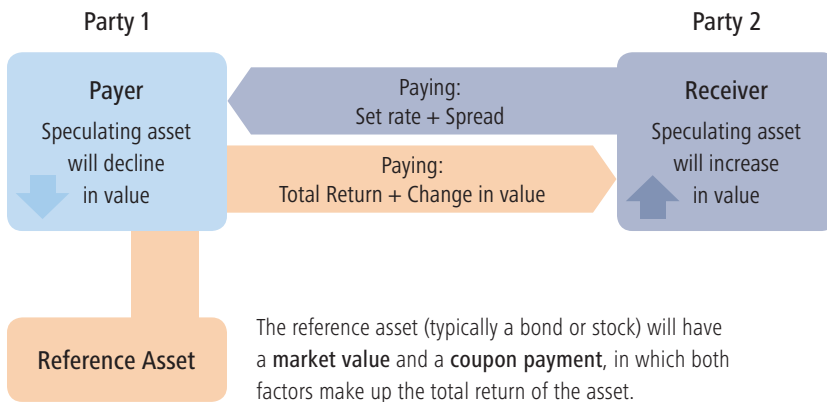 Party 1
Party 2
Payer
Speculating asset
will decline
in value
Paying:
Set rate + Spread
Paying:
Total Return + Change in value
Receiver
Speculating asset
will increase
in value
Reference Asset
The reference asset (typically a bond or stock) will have
a market value and a coupon payment, in which both
factors make up the total return of the asset.